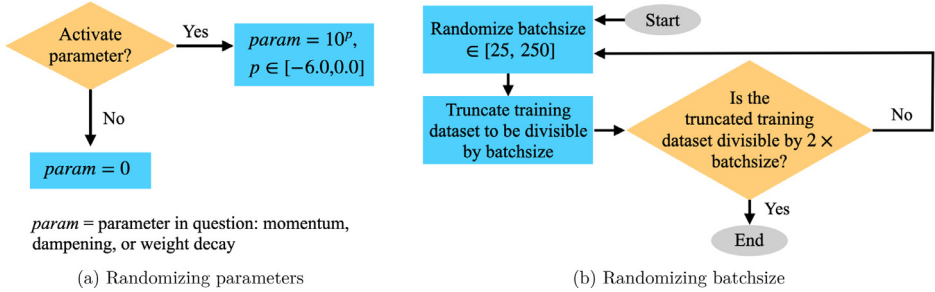 Activate
parameter?
Yes
param = 10^p,
p ∈ [−6.0,0.0]
No
param = 0
param = parameter in question: momentum,
dampening, or weight decay
(a) Randomizing parameters
Start
Randomize batchsize
∈ [25, 250]
Truncate training
dataset to be divisible
by batchsize
Is the
truncated training
dataset divisible by 2 ×
batchsize?
No
Yes
End
(b) Randomizing batchsize